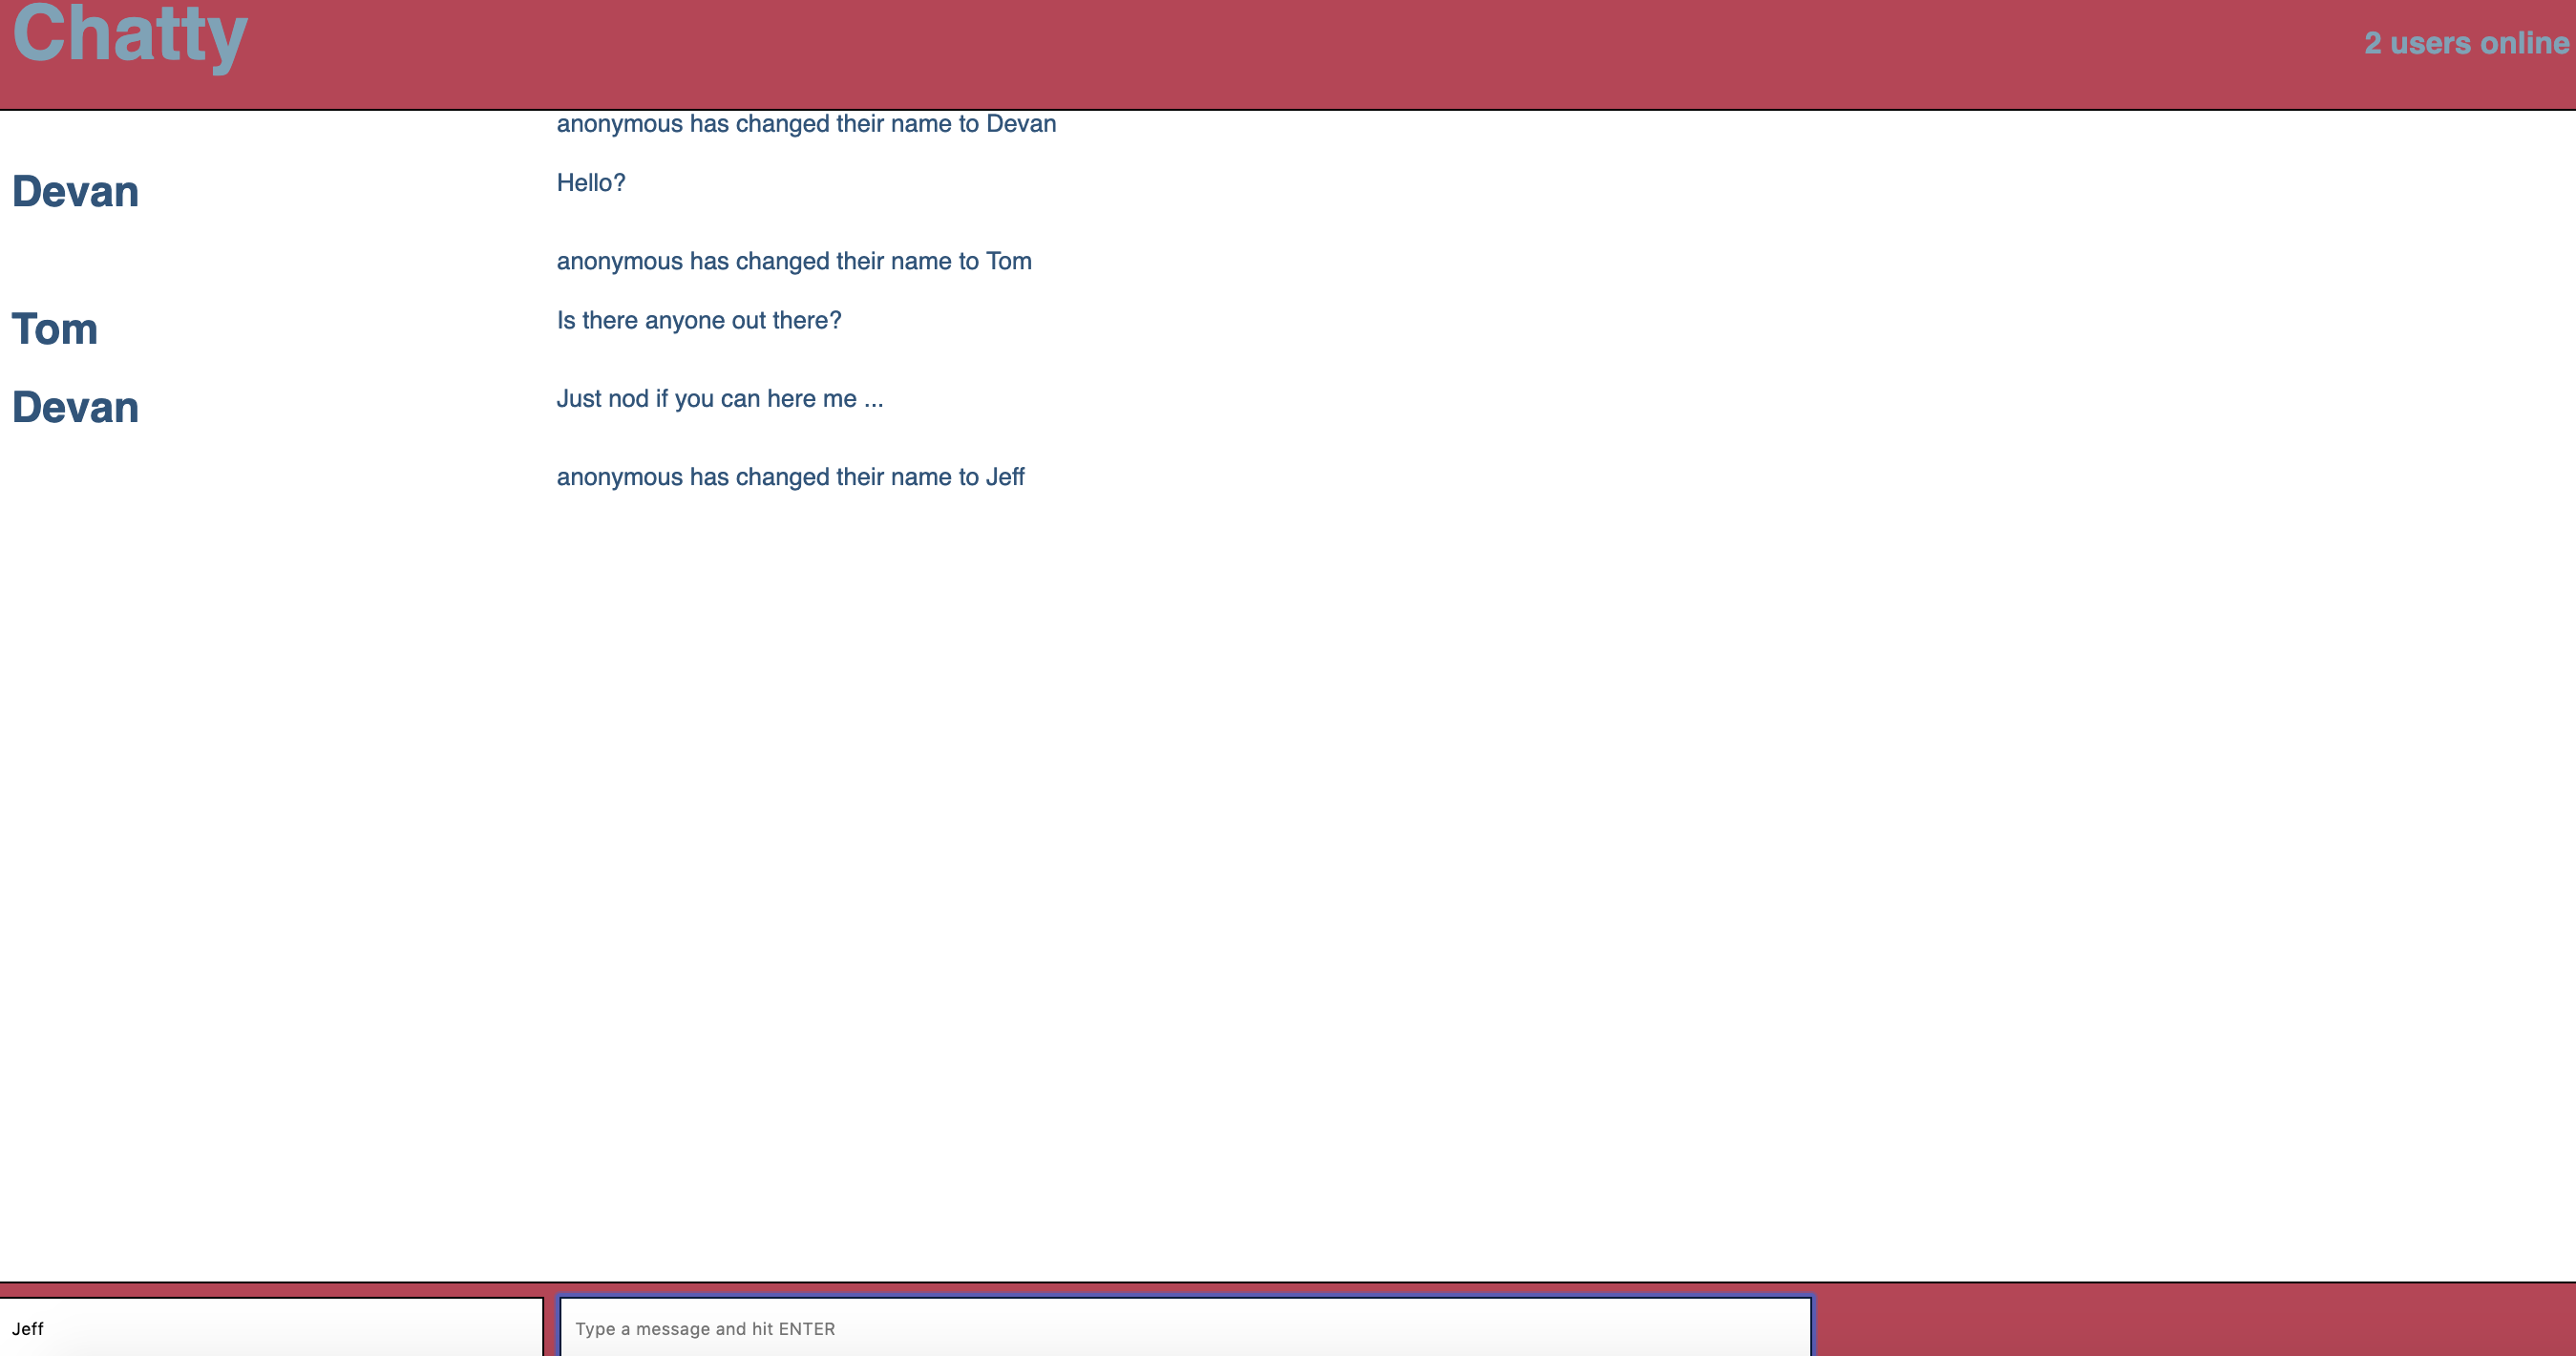 Chatty
2 users online
anonymous has changed their name to Devan
Devan
Hello?
anonymous has changed their name to Tom
Tom
Is there anyone out there?
Devan
Just nod if you can here me ...
anonymous has changed their name to Jeff
Jeff
Type a message and hit ENTER